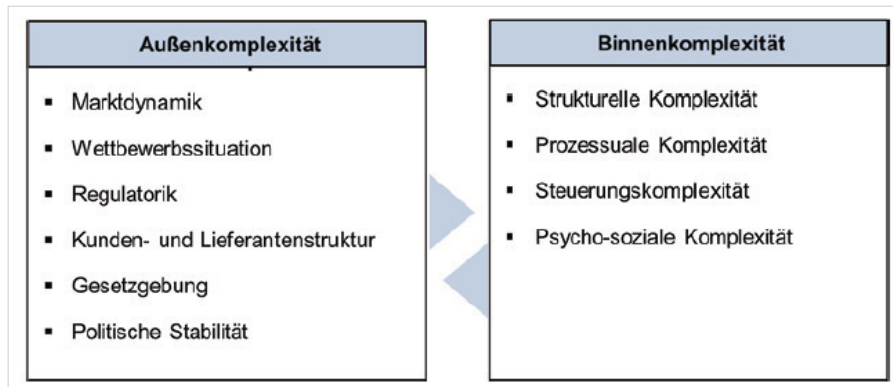 Außenkomplexität
▪ Marktdynamik
▪ Wettbewerbssituation
▪ Regulatorik
▪ Kunden- und Lieferantenstruktur
▪ Gesetzgebung
▪ Politische Stabilität
Binnenkomplexität
▪ Strukturelle Komplexität
▪ Prozessuale Komplexität
▪ Steuerungskomplexität
▪ Psycho-soziale Komplexität